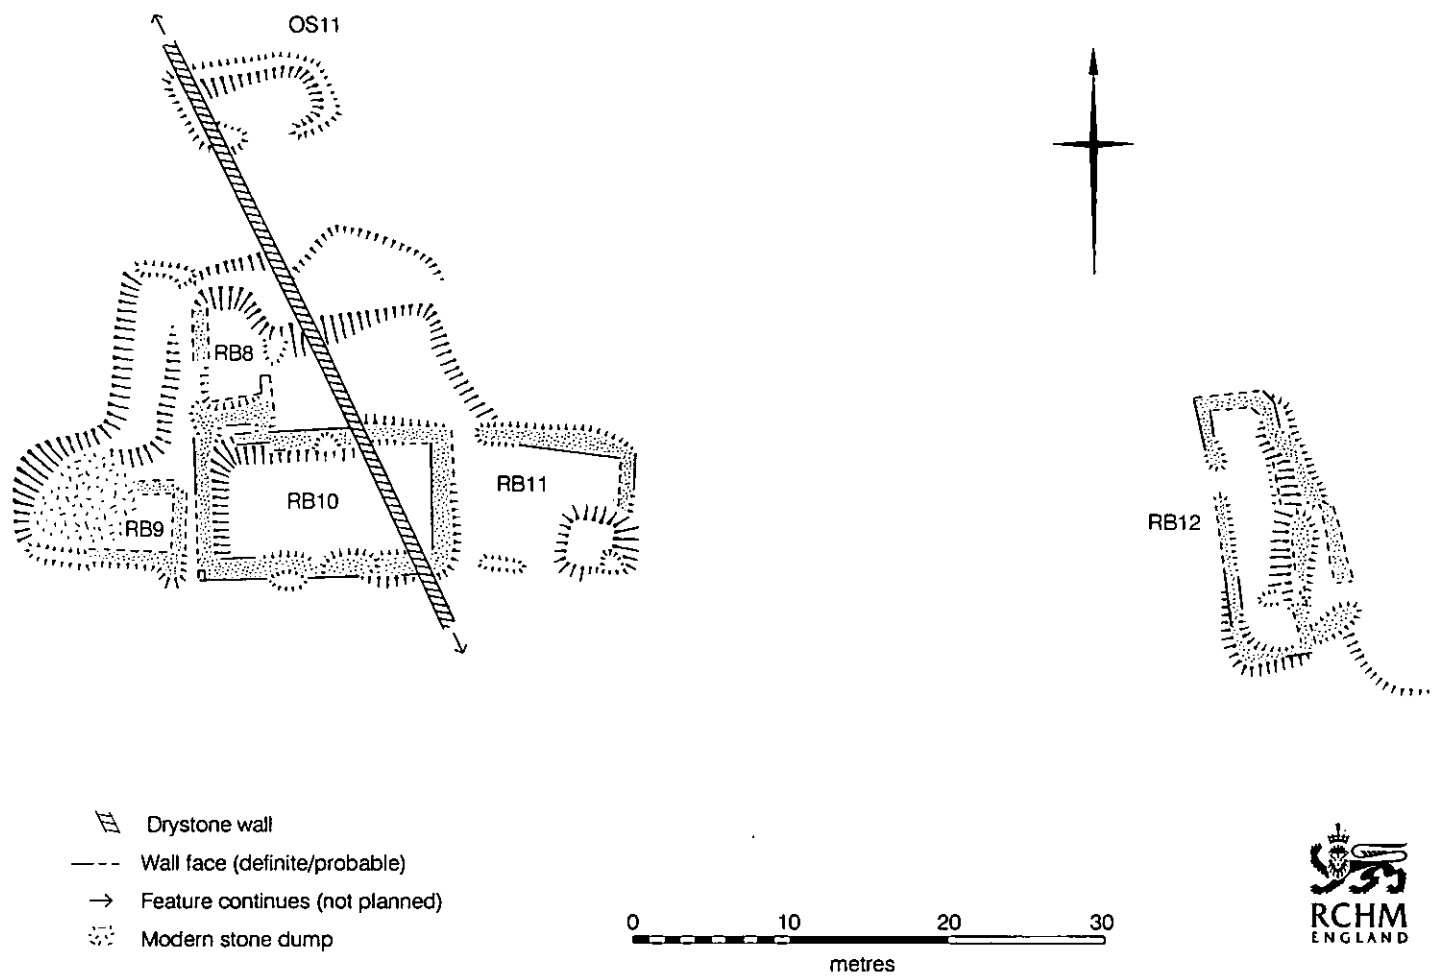 OS11
RB8
RB10
RB11
RB9
RB12
Drystone wall
Wall face (definite/probable)
Feature continues (not planned)
Modern stone dump
0 10 20 30
metres
RCHM
ENGLAND